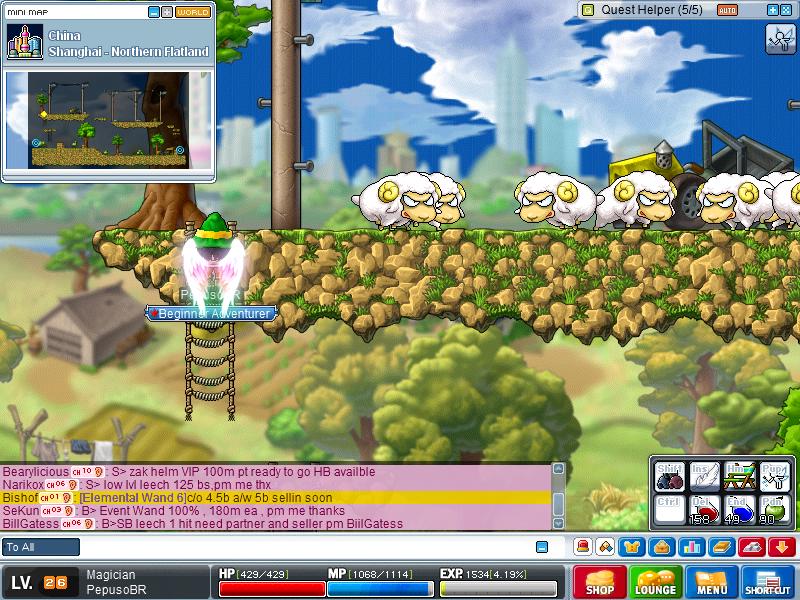 MINI MAP
WORLD
China
Shanghai - Northern Flatland
Quest Helper (5/5)
AUTO
PepusoBR
Beginner Adventurer
Bearylicious CH 10 : S> zak helm VIP 100m pt ready to go HB availble
Narikox CH 06 : S> low lvl leech 125 bs,pm me thx
Bishof CH 01 : [Elemental Wand 6]c/o 4.5b a/w 5b sellin soon
SeKun CH 03 : B> Event Wand 100% , 180m ea , pm me thanks
BillGatess CH 06 : B>SB leech 1 hit need partner and seller pm BiilGatess
Shift Ins Hm Pup
Ctrl Del End Pdn
158 49 90
To All
LV. 26
Magician
PepusoBR
HP [429/429]
MP [1068/1114]
EXP. 1534[4.19%]
SHOP
LOUNGE
MENU
SHORTCUT